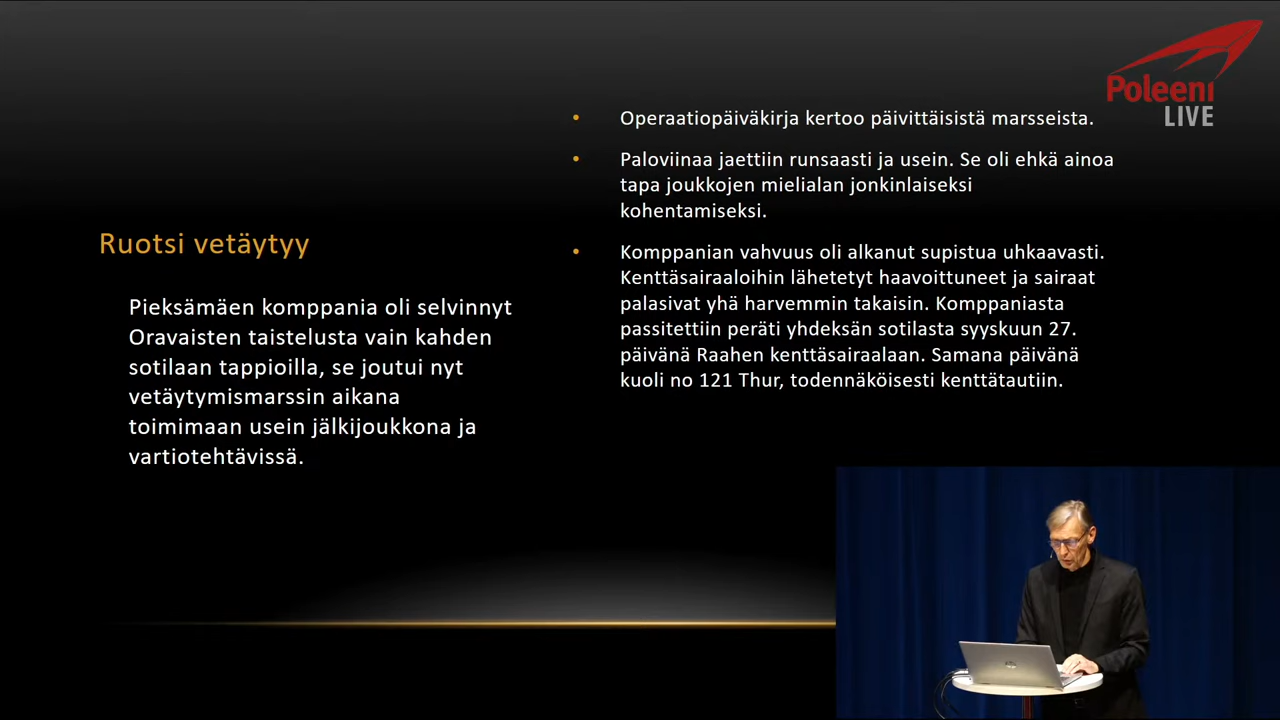 Poleeni
LIVE
Ruotsi vetäytyy
Pieksämäen komppania oli selvinnyt
Oravaisten taistelusta vain kahden
sotilaan tappioilla, se joutui nyt
vetäytymismarssin aikana
toimimaan usein jälkijoukkona ja
vartiotehtävissä.
• Operaatiopäiväkirja kertoo päivittäisistä marsseista.
• Paloviinaa jaettiin runsaasti ja usein. Se oli ehkä ainoa
tapa joukkojen mielialan jonkinlaiseksi
kohentamiseksi.
• Komppanian vahvuus oli alkanut supistua uhkaavasti.
Kenttäsairaaloihin lähetetyt haavoittuneet ja sairaat
palasivat yhä harvemmin takaisin. Komppaniasta
passitettiin peräti yhdeksän sotilasta syyskuun 27.
päivänä Raahen kenttäsairaalaan. Samana päivänä
kuoli no 121 Thur, todennäköisesti kenttätautiin.